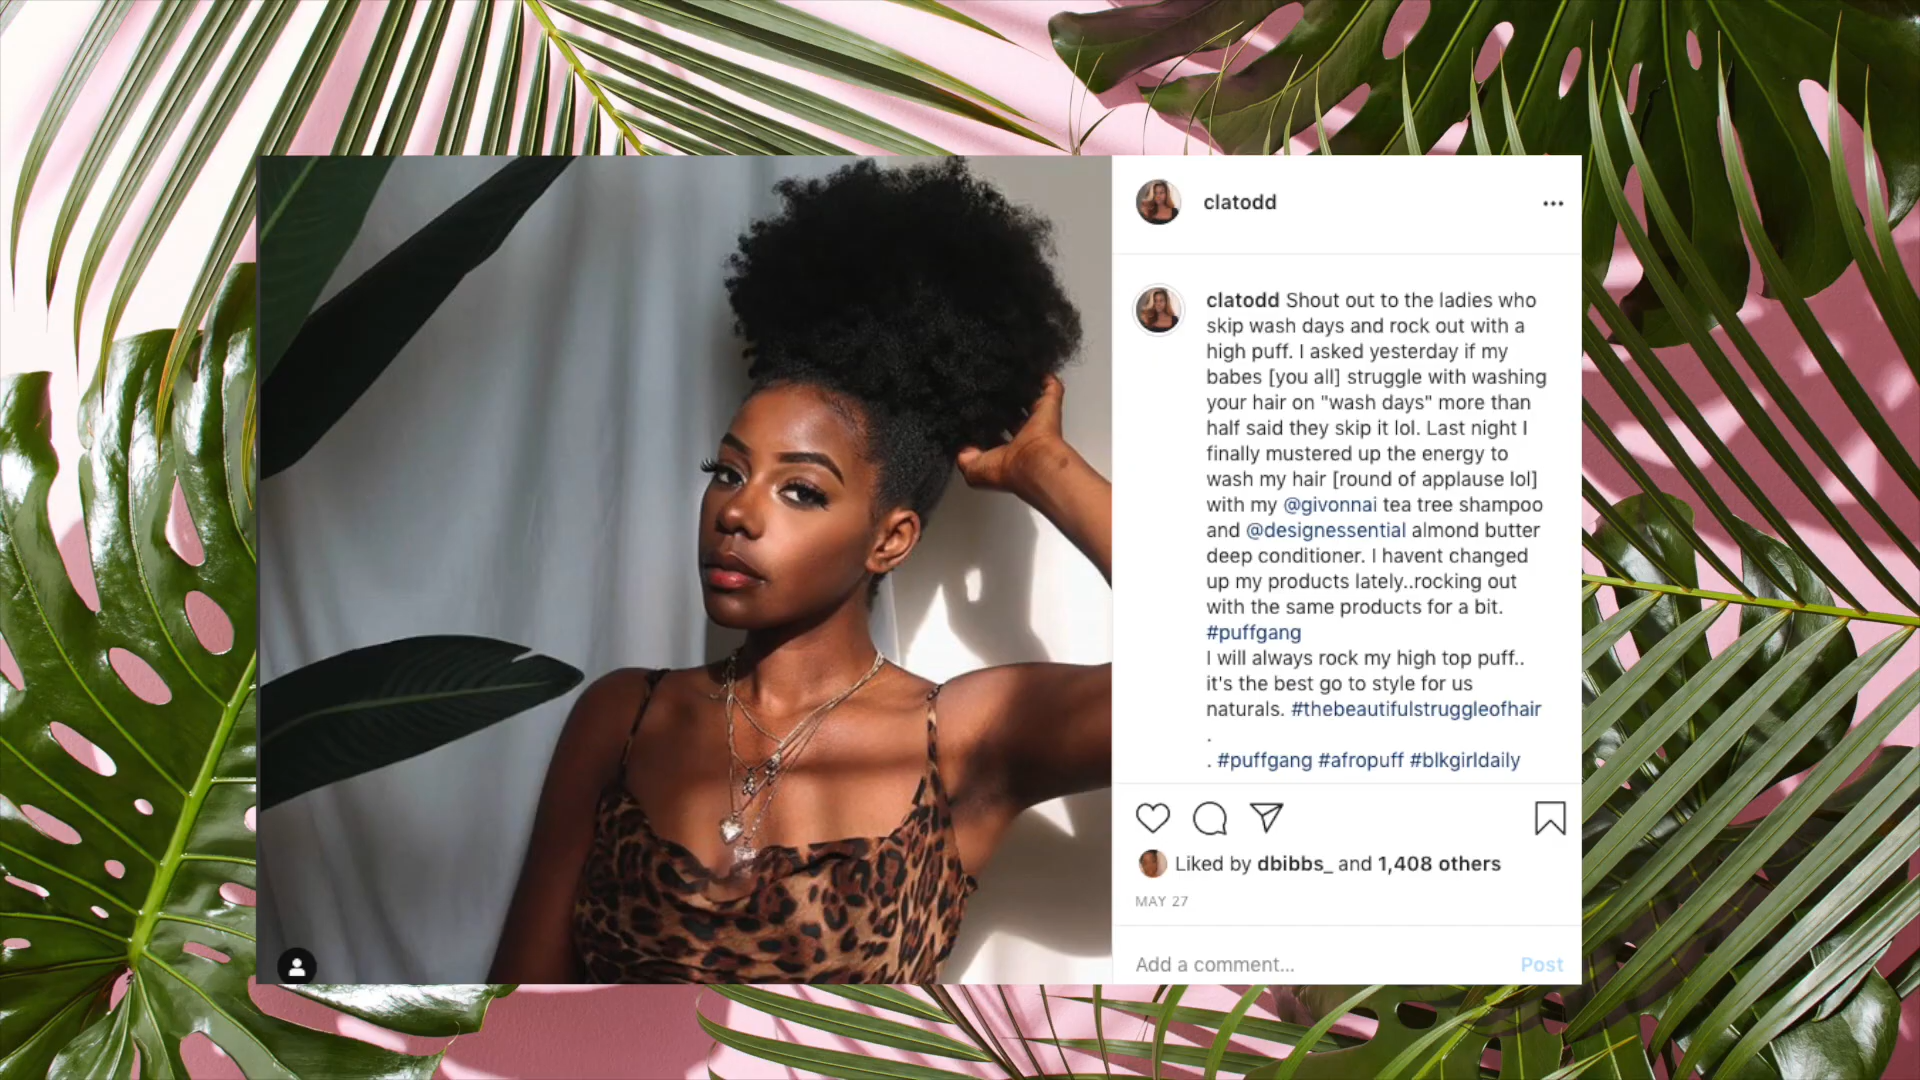 clatodd
clatodd Shout out to the ladies who
skip wash days and rock out with a
high puff. I asked yesterday if my
babes [you all] struggle with washing
your hair on "wash days" more than
half said they skip it lol. Last night I
finally mustered up the energy to
wash my hair [round of applause lol]
with my @givonnai tea tree shampoo
and @designessential almond butter
deep conditioner. I havent changed
up my products lately..rocking out
with the same products for a bit.
#puffgang
I will always rock my high top puff..
it's the best go to style for us
naturals. #thebeautifulstruggleofhair
.
. #puffgang #afropuff #blkgirldaily
Liked by dbibbs_ and 1,408 others
MAY 27
Add a comment... Post